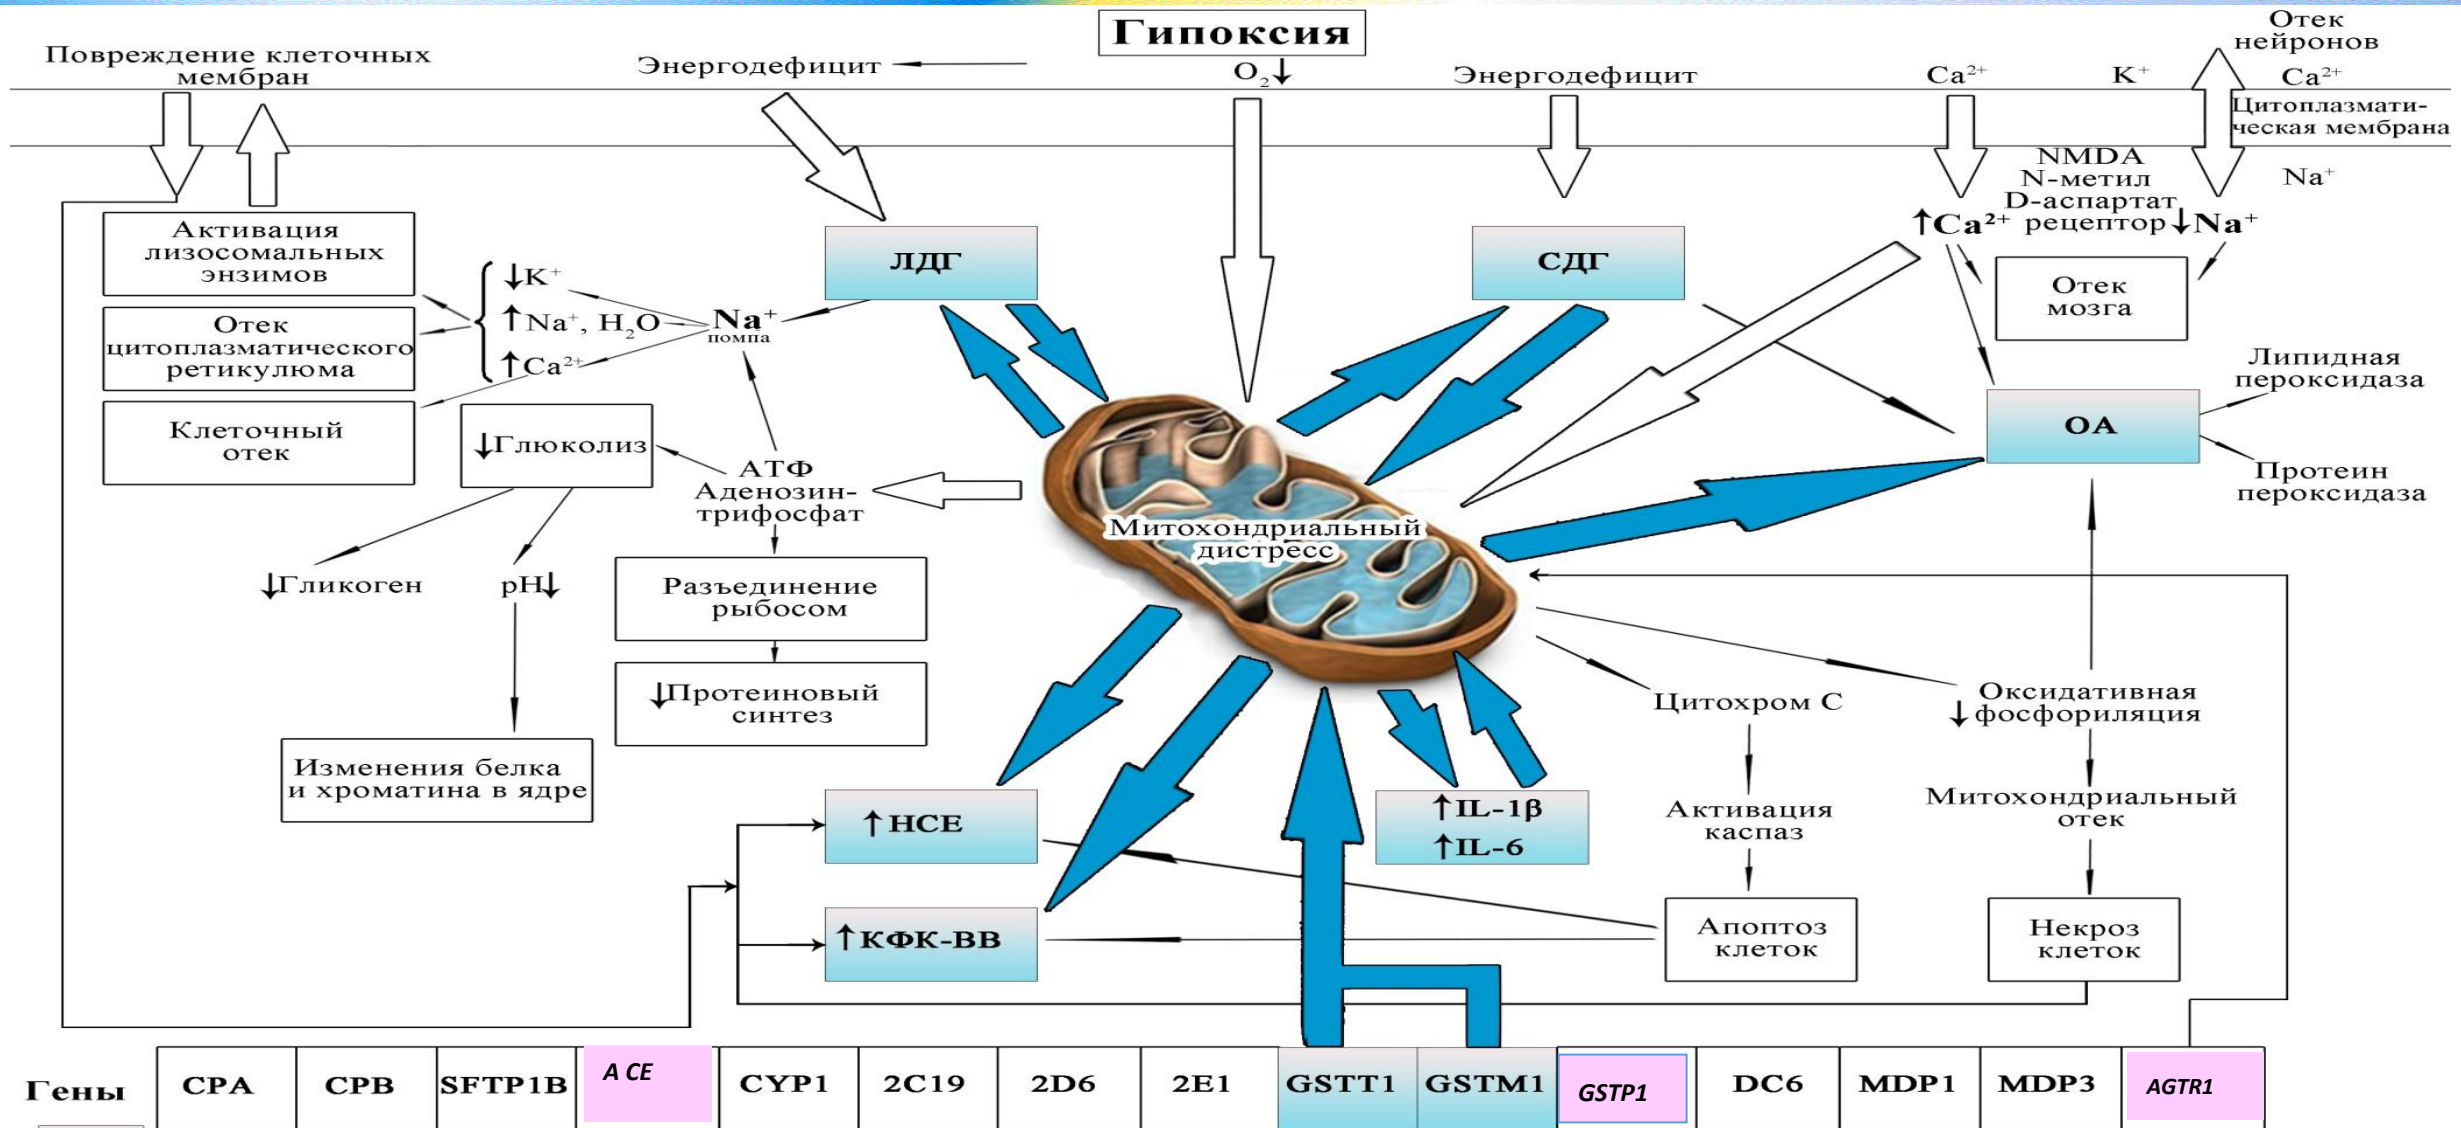 Гипоксия
O₂↓
Повреждение клеточных
мембран
Энергодефицит
Энергодефицит
Ca²⁺
K⁺
Отек
нейронов
Ca²⁺
Цитоплазмати-
ческая мембрана
Na⁺
NMDA
N-метил
D-аспартат
рецептор
↑Ca²⁺
↓Na⁺
Активация
лизосомальных
энзимов
Отек
цитоплазматического
ретикулюма
Клеточный
отек
↓K⁺
↑Na⁺, H₂O
↑Ca²⁺
Na⁺
помпа
ЛДГ
СДГ
Отек
мозга
ОА
Липидная
пероксидаза
Протеин
пероксидаза
↓Глюколиз
АТФ
Аденозин-
трифосфат
Митохондриальный
дистресс
↓Гликоген
pH↓
Разъединение
рыбосом
↓Протеиновый
синтез
Изменения белка
и хроматина в ядре
Цитохром С
Оксидативная
↓фосфориляция
↑НСЕ
↑IL-1β
↑IL-6
Активация
каспаз
Митохондриальный
отек
↑КФК-ВВ
Апоптоз
клеток
Некроз
клеток
Гены
CPA
CPB
SFTP1B
A CE
CYP1
2C19
2D6
2E1
GSTT1
GSTM1
GSTP1
DC6
MDP1
MDP3
AGTR1